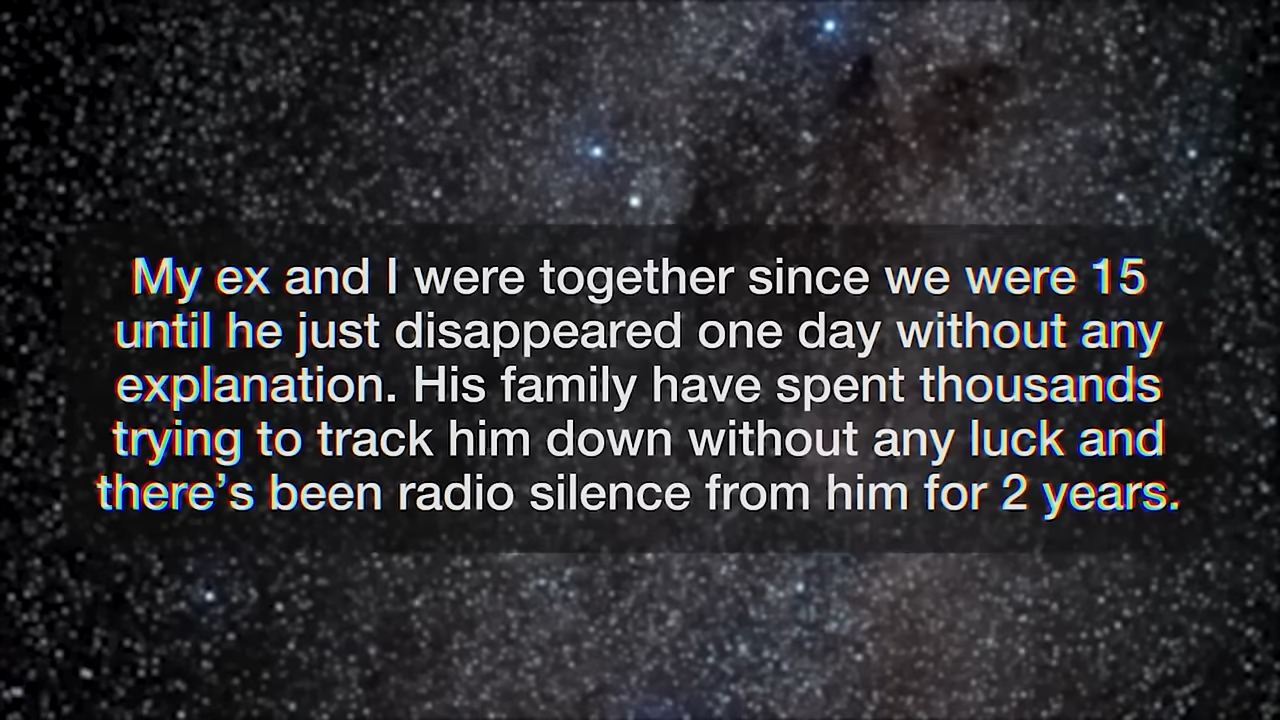 My ex and I were together since we were 15
until he just disappeared one day without any
explanation. His family have spent thousands
trying to track him down without any luck and
there’s been radio silence from him for 2 years.